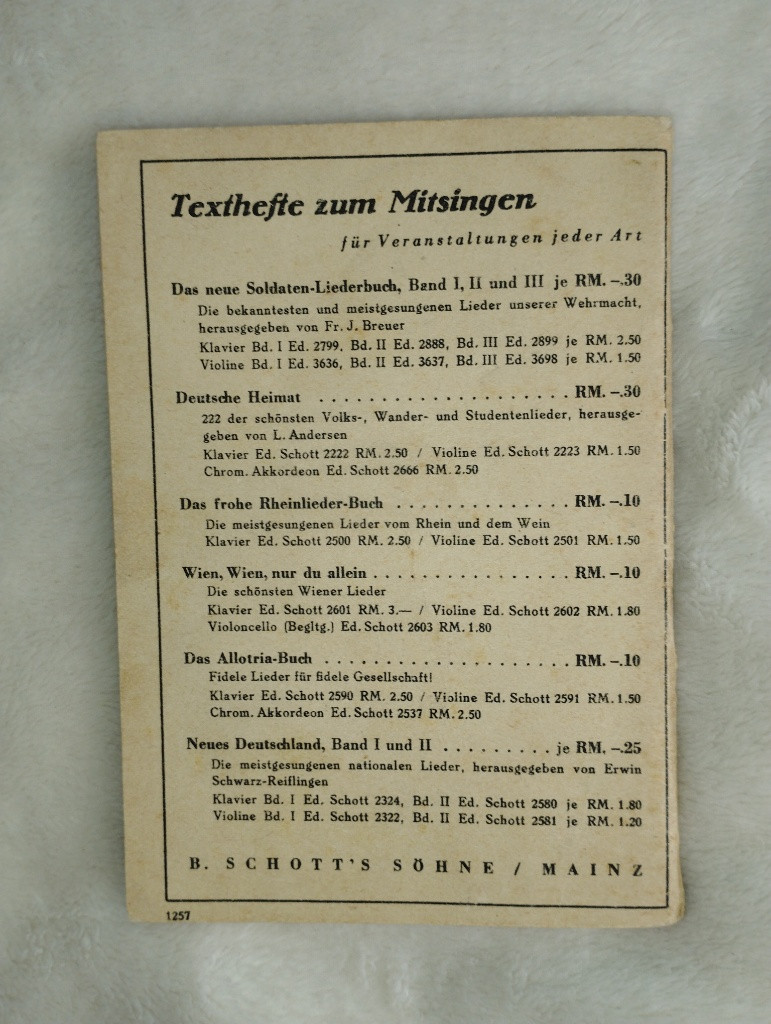 Texthefte zum Mitsingen
für Veranstaltungen jeder Art
Das neue Soldaten-Liederbuch, Band I, II und III je RM. -.30
Die bekanntesten und meistgesungenen Lieder unserer Wehrmacht,
herausgegeben von Fr. J. Breuer
Klavier Bd. I Ed. 2799, Bd. II Ed. 2888, Bd. III Ed. 2899 je RM. 2.50
Violine Bd. I Ed. 3636, Bd. II Ed. 3637, Bd. III Ed. 3698 je RM. 1.50
Deutsche Heimat . . . . . . . . . . . . . . . . . . . . RM. -.30
222 der schönsten Volks-, Wander- und Studentenlieder, herausge-
geben von L. Andersen
Klavier Ed. Schott 2222 RM. 2.50 / Violine Ed. Schott 2223 RM. 1.50
Chrom. Akkordeon Ed. Schott 2666 RM. 2.50
Das frohe Rheinlieder-Buch . . . . . . . . . . . . . . RM. -.10
Die meistgesungenen Lieder vom Rhein und dem Wein
Klavier Ed. Schott 2500 RM. 2.50 / Violine Ed. Schott 2501 RM. 1.50
Wien, Wien, nur du allein . . . . . . . . . . . . . . . . RM. -.10
Die schönsten Wiener Lieder
Klavier Ed. Schott 2601 RM. 3.— / Violine Ed. Schott 2602 RM. 1.80
Violoncello (Begltg.) Ed. Schott 2603 RM. 1.80
Das Allotria-Buch . . . . . . . . . . . . . . . . . . . . RM. -.10
Fidele Lieder für fidele Gesellschaft!
Klavier Ed. Schott 2590 RM. 2.50 / Violine Ed. Schott 2591 RM. 1.50
Chrom. Akkordeon Ed. Schott 2537 RM. 2.50
Neues Deutschland, Band I und II . . . . . . . . . je RM. -.25
Die meistgesungenen nationalen Lieder, herausgegeben von Erwin
Schwarz-Reiflingen
Klavier Bd. I Ed. Schott 2324, Bd. II Ed. Schott 2580 je RM. 1.80
Violine Bd. I Ed. Schott 2322, Bd. II Ed. Schott 2581 je RM. 1.20
B. SCHOTT'S SÖHNE / MAINZ
1257